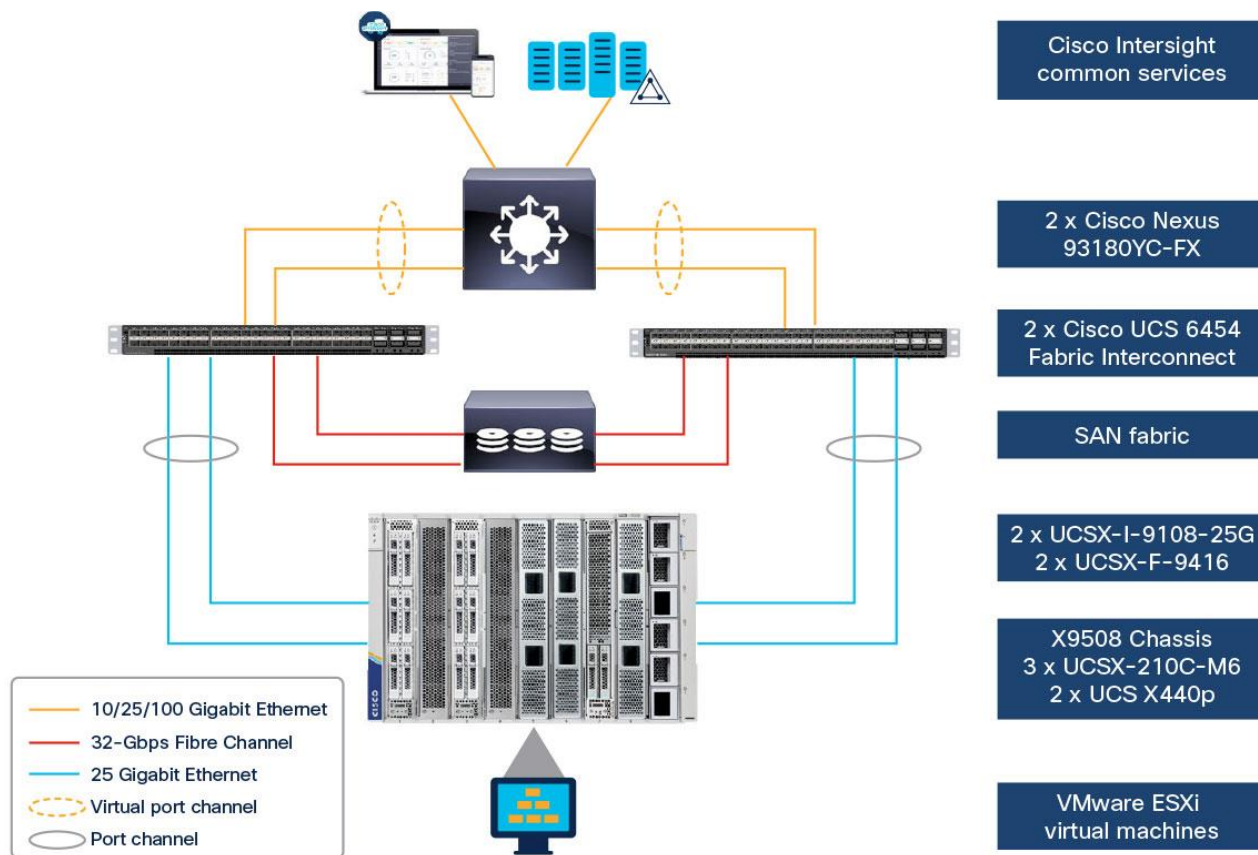 Cisco Intersight
common services
2 x Cisco Nexus
93180YC-FX
2 x Cisco UCS 6454
Fabric Interconnect
SAN fabric
2 x UCSX-I-9108-25G
2 x UCSX-F-9416
X9508 Chassis
3 x UCSX-210C-M6
2 x UCS X440p
CISCO
10/25/100 Gigabit Ethernet
32-Gbps Fibre Channel
25 Gigabit Ethernet
Virtual port channel
Port channel
VMware ESXi
virtual machines